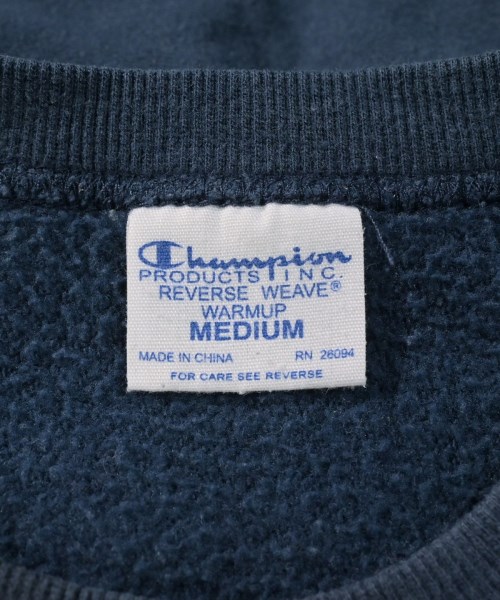 Champion
PRODUCTS INC.
REVERSE WEAVE®
WARMUP
MEDIUM
MADE IN CHINA RN 26094
FOR CARE SEE REVERSE